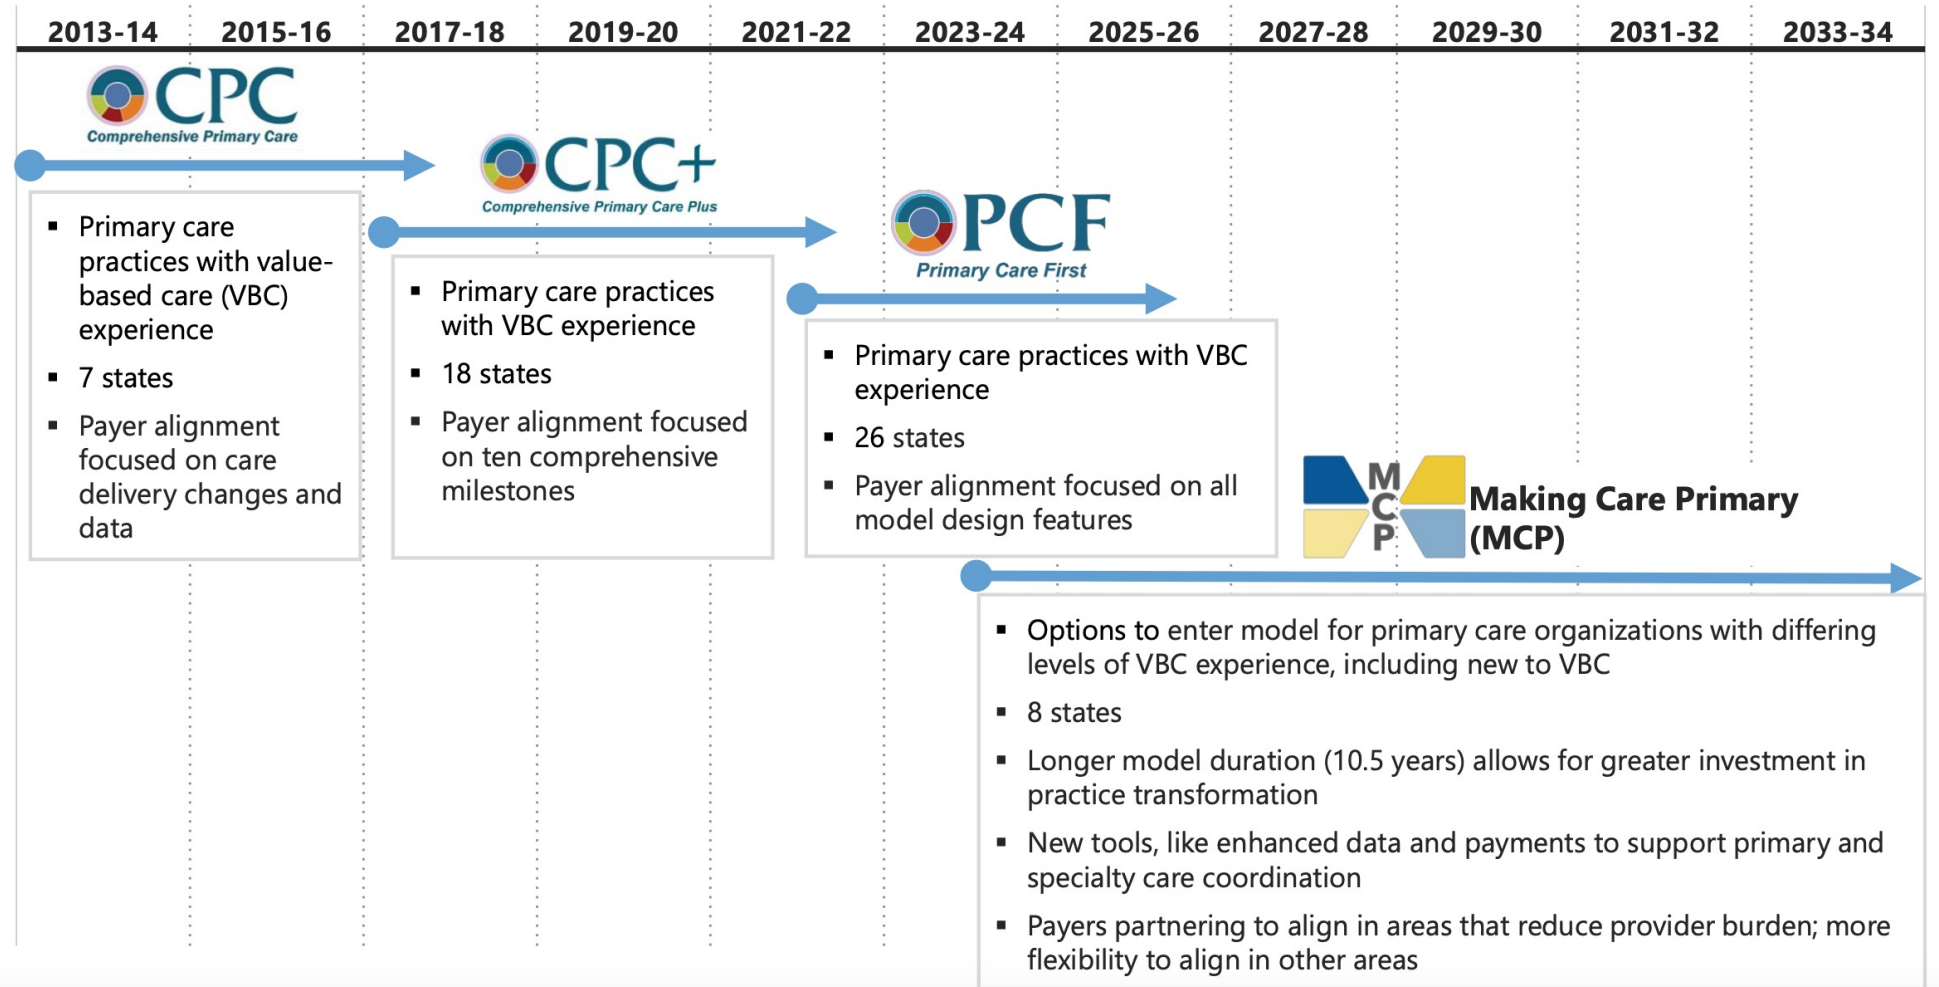 2013-14 2015-16 2017-18 2019-20 2021-22 2023-24 2025-26 2027-28 2029-30 2031-32 2033-34
CPC
Comprehensive Primary Care
▪ Primary care
practices with value-
based care (VBC)
experience
▪ 7 states
▪ Payer alignment
focused on care
delivery changes and
data
CPC+
Comprehensive Primary Care Plus
▪ Primary care practices
with VBC experience
▪ 18 states
▪ Payer alignment focused
on ten comprehensive
milestones
PCF
Primary Care First
▪ Primary care practices with VBC
experience
▪ 26 states
▪ Payer alignment focused on all
model design features
M
C
P
Making Care Primary
(MCP)
▪ Options to enter model for primary care organizations with differing
levels of VBC experience, including new to VBC
▪ 8 states
▪ Longer model duration (10.5 years) allows for greater investment in
practice transformation
▪ New tools, like enhanced data and payments to support primary and
specialty care coordination
▪ Payers partnering to align in areas that reduce provider burden; more
flexibility to align in other areas